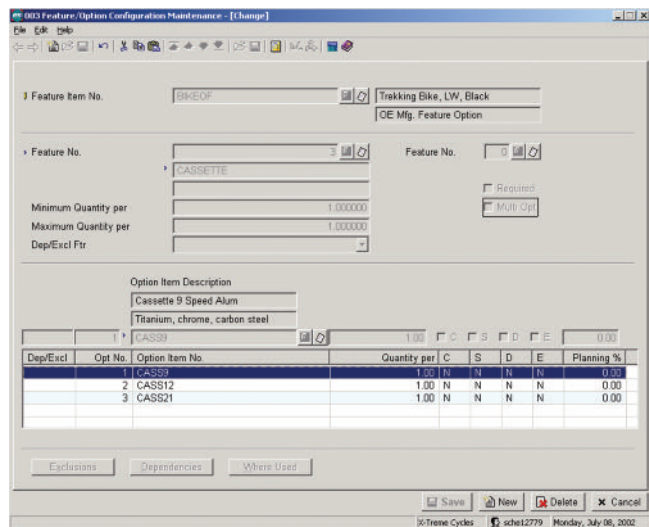 003 Feature/Option Configuration Maintenance - [Change]
File Edit Help
Feature Item No. BIKEOF Trekking Bike, LW, Black
OE Mfg. Feature Option
Feature No. 3 Feature No. 0
CASSETTE
Required
Minimum Quantity per 1.000000 Multi Opt
Maximum Quantity per 1.000000
Dep/Excl Ftr
Option Item Description
Cassette 9 Speed Alum
Titanium, chrome, carbon steel
1 CASS9 1.00 C S D E 0.00
Dep/Excl Opt No. Option Item No. Quantity per C S D E Planning %
1 CASS9 1.00 N N N N 0.00
2 CASS12 1.00 N N N N 0.00
3 CASS21 1.00 N N N N 0.00
Exclusions Dependencies Where Used
Save New Delete Cancel
X-Treme Cycles sche12779 Monday, July 08, 2002